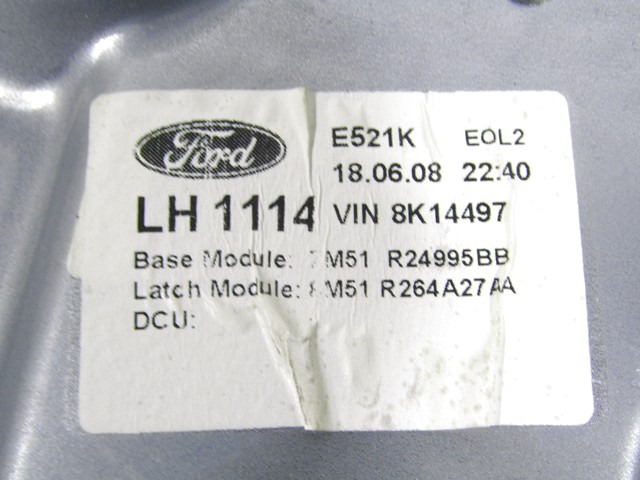 Ford
E521K EOL2
18.06.08 22:40
LH 1114 VIN 8K14497
Base Module: 7M51 R24995BB
Latch Module: 8M51 R264A27AA
DCU: